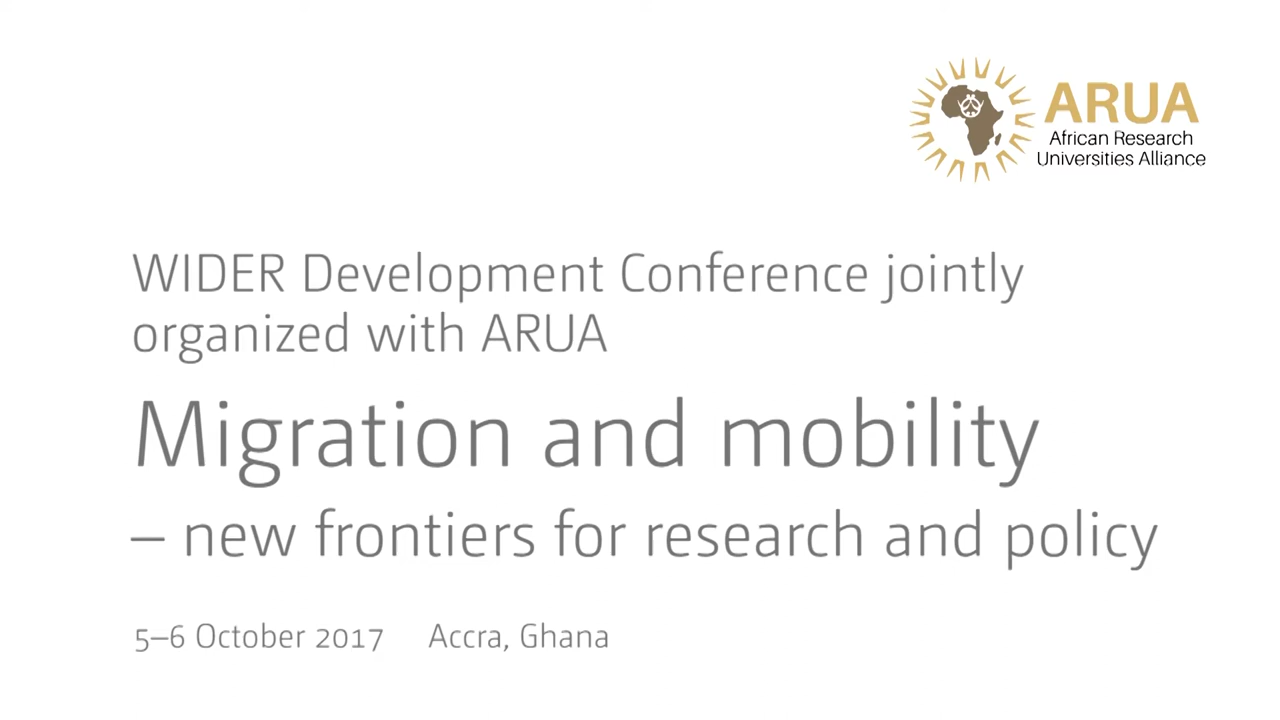 ARUA
African Research
Universities Alliance
WIDER Development Conference jointly
organized with ARUA
Migration and mobility
– new frontiers for research and policy
5–6 October 2017 Accra, Ghana